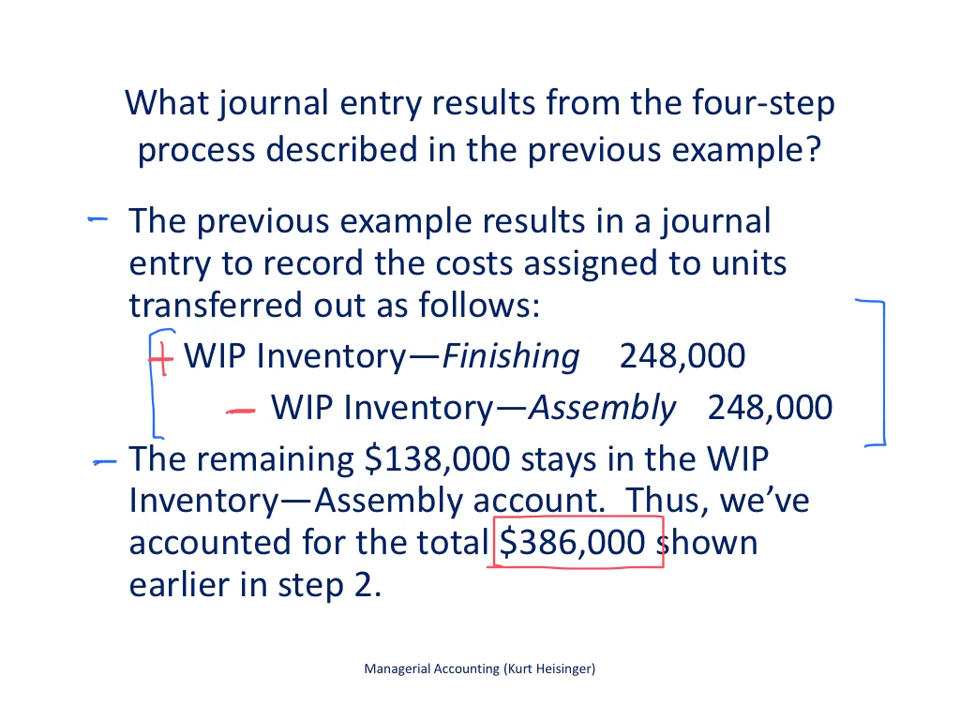 What journal entry results from the four-step
process described in the previous example?
– The previous example results in a journal
entry to record the costs assigned to units
transferred out as follows:
+ WIP Inventory—Finishing 248,000
– WIP Inventory—Assembly 248,000
– The remaining $138,000 stays in the WIP
Inventory—Assembly account. Thus, we’ve
accounted for the total $386,000 shown
earlier in step 2.
Managerial Accounting (Kurt Heisinger)